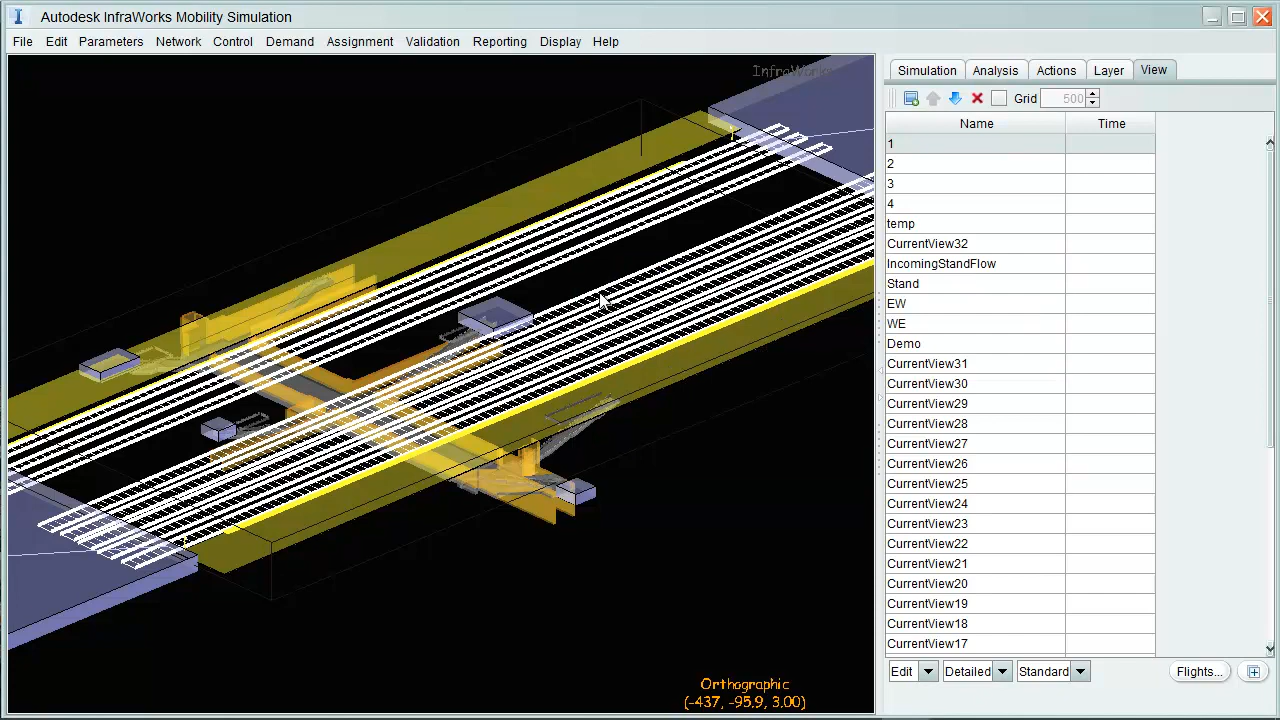 Autodesk InfraWorks Mobility Simulation
File Edit Parameters Network Control Demand Assignment Validation Reporting Display Help
InfraWorks
Simulation Analysis Actions Layer View
Grid 500
Name Time
1
2
3
4
temp
CurrentView32
IncomingStandFlow
Stand
EW
WE
Demo
CurrentView31
CurrentView30
CurrentView29
CurrentView28
CurrentView27
CurrentView26
CurrentView25
CurrentView24
CurrentView23
CurrentView22
CurrentView21
CurrentView20
CurrentView19
CurrentView18
CurrentView17
Edit Detailed Standard Flights...
Orthographic
(-437, -95.9, 3.00)